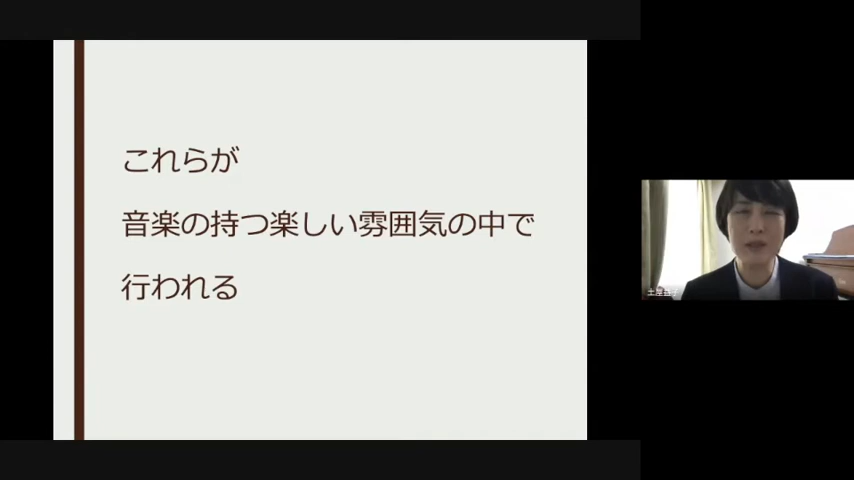 これらが
音楽の持つ楽しい雰囲気の中で
行われる